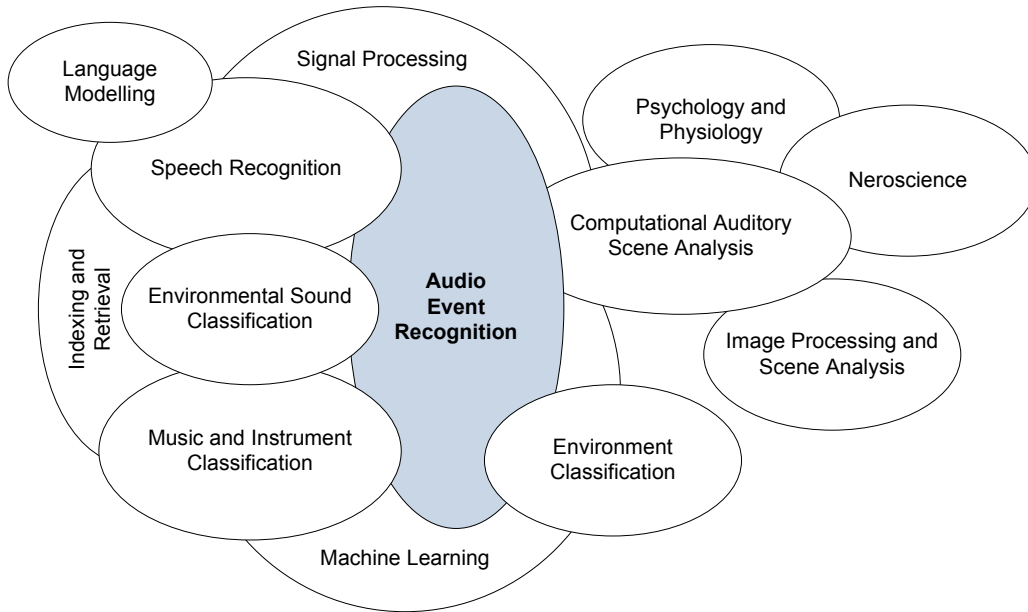 Signal Processing
Language
Modelling
Psychology and
Physiology
Speech Recognition
Neroscience
Computational Auditory
Scene Analysis
Indexing and
Retrieval
Environmental Sound
Classification
Audio
Event
Recognition
Image Processing and
Scene Analysis
Music and Instrument
Classification
Environment
Classification
Machine Learning